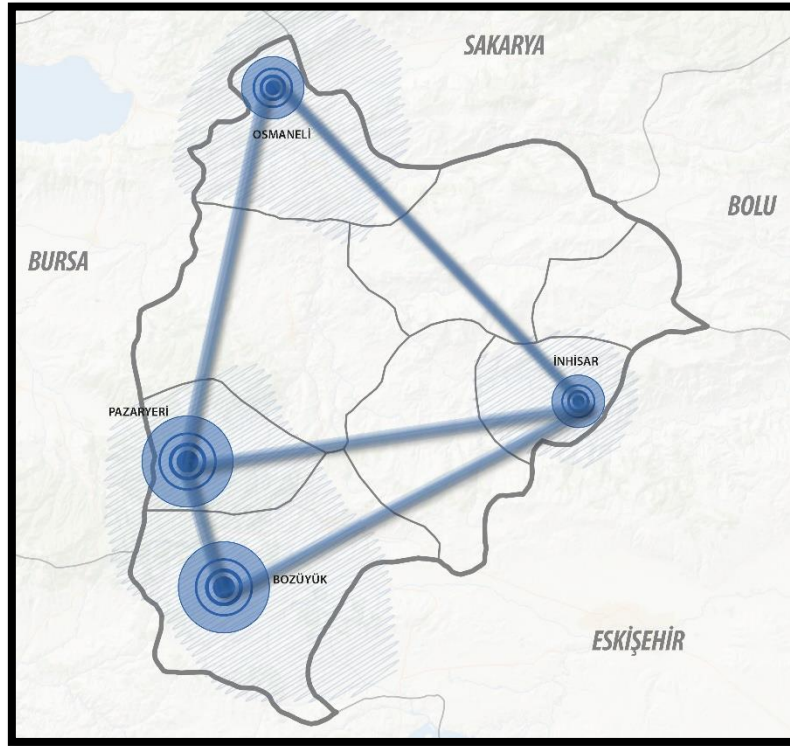 SAKARYA
OSMANELİ
BOLU
BURSA
İNHİSAR
PAZARYERİ
BOZÜYÜK
ESKİŞEHİR